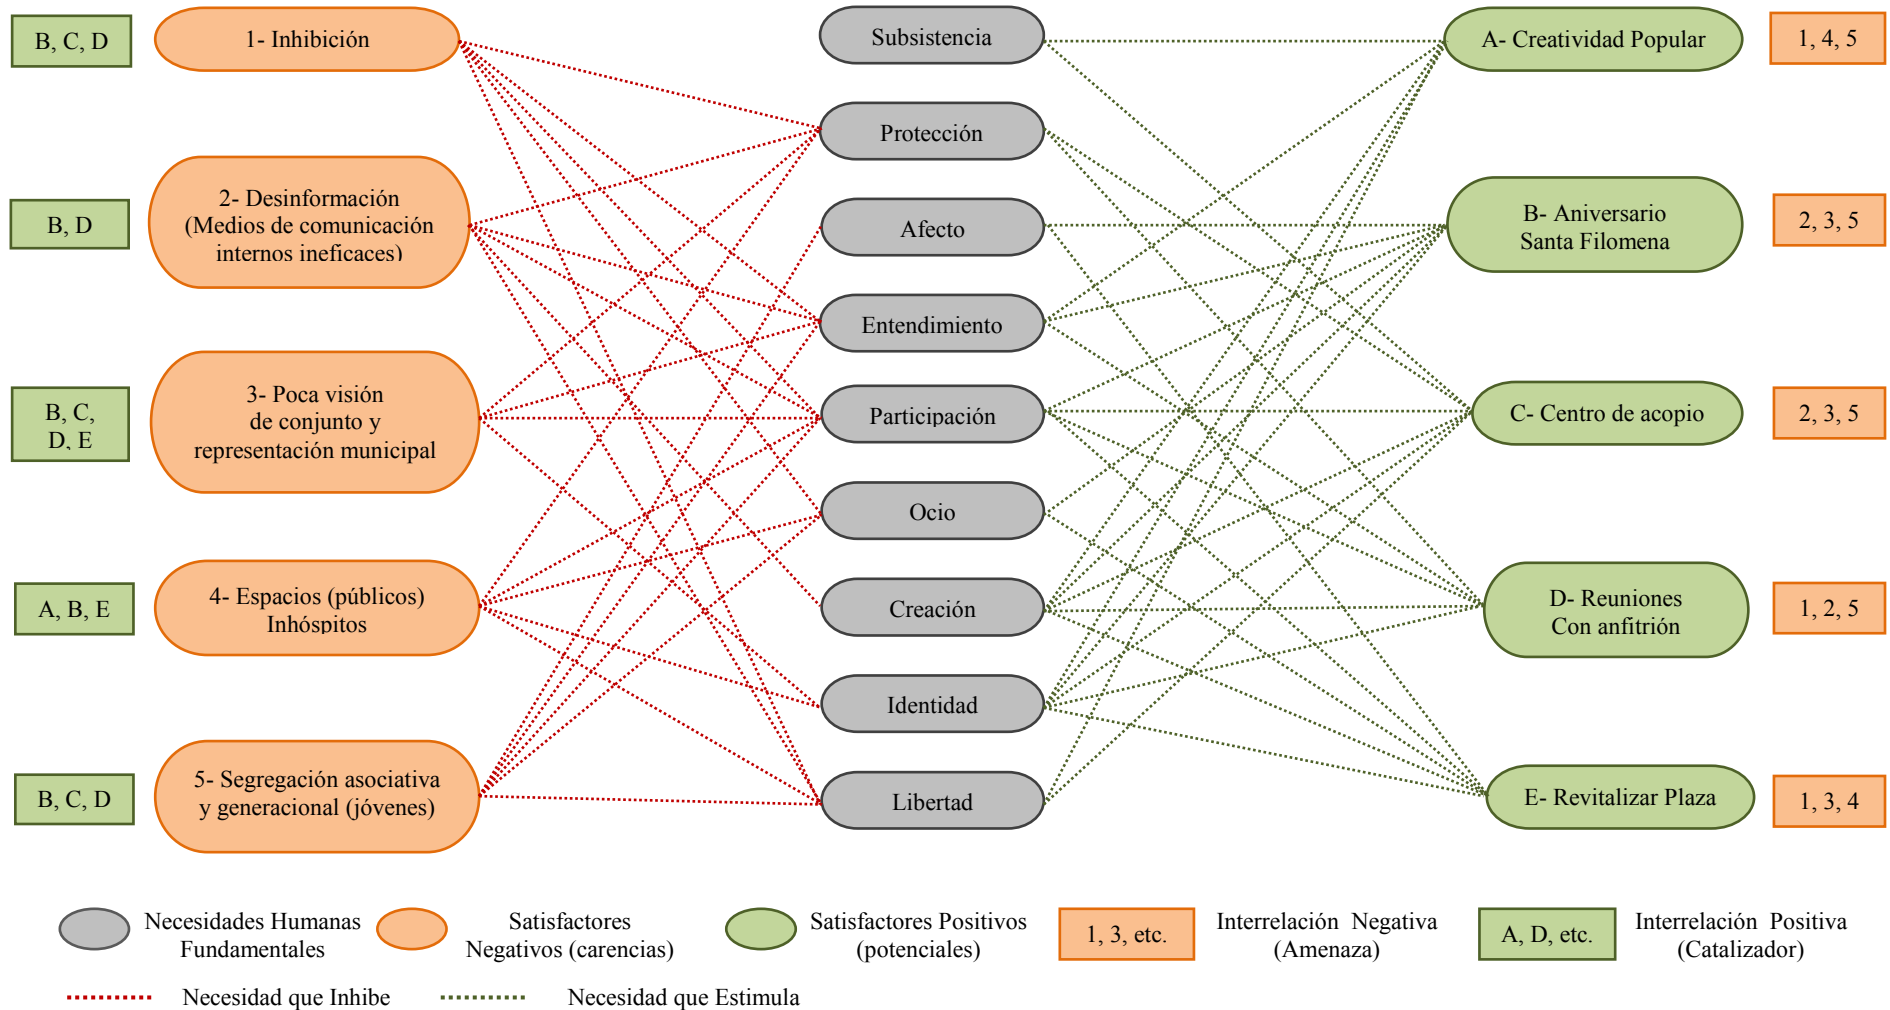 B, C, D
1- Inhibición
Subsistencia
A- Creatividad Popular
1, 4, 5
Protección
B, D
2- Desinformación
(Medios de comunicación
internos ineficaces)
Afecto
B- Aniversario
Santa Filomena
2, 3, 5
Entendimiento
B, C,
D, E
3- Poca visión
de conjunto y
representación municipal
Participación
C- Centro de acopio
2, 3, 5
Ocio
A, B, E
4- Espacios (públicos)
Inhóspitos
Creación
D- Reuniones
Con anfitrión
1, 2, 5
Identidad
B, C, D
5- Segregación asociativa
y generacional (jóvenes)
Libertad
E- Revitalizar Plaza
1, 3, 4
Necesidades Humanas
Fundamentales
Satisfactores
Negativos (carencias)
Satisfactores Positivos
(potenciales)
1, 3, etc.
Interrelación Negativa
(Amenaza)
A, D, etc.
Interrelación Positiva
(Catalizador)
Necesidad que Inhibe
Necesidad que Estimula